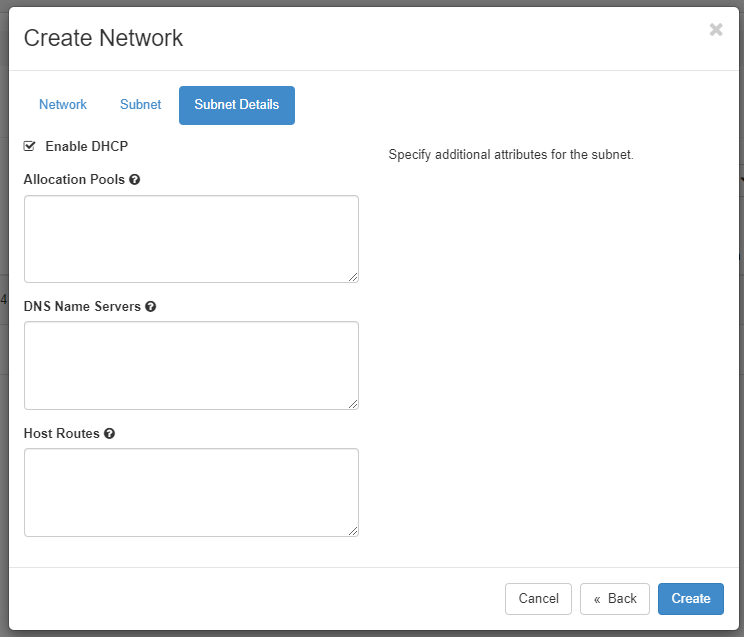 Create Network
×
Network Subnet Subnet Details
Enable DHCP
Specify additional attributes for the subnet.
Allocation Pools
DNS Name Servers
Host Routes
Cancel « Back Create
4